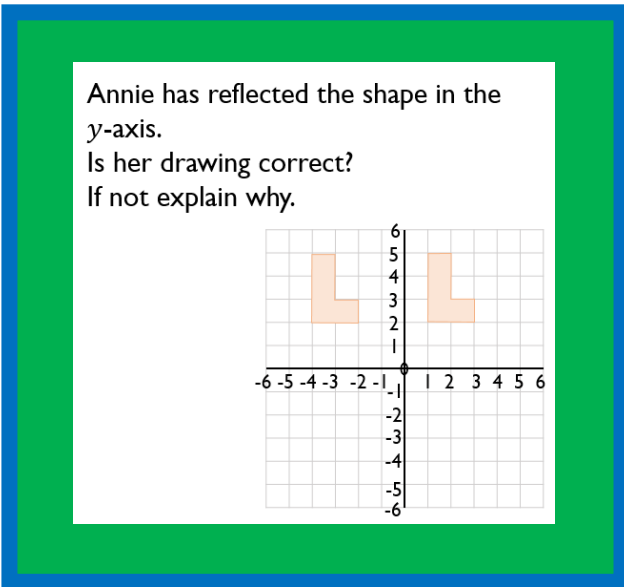 Annie has reflected the shape in the
y-axis.
Is her drawing correct?
If not explain why.
6
5
4
3
2
1
-6 -5 -4 -3 -2 -1 0 1 2 3 4 5 6
-1
-2
-3
-4
-5
-6